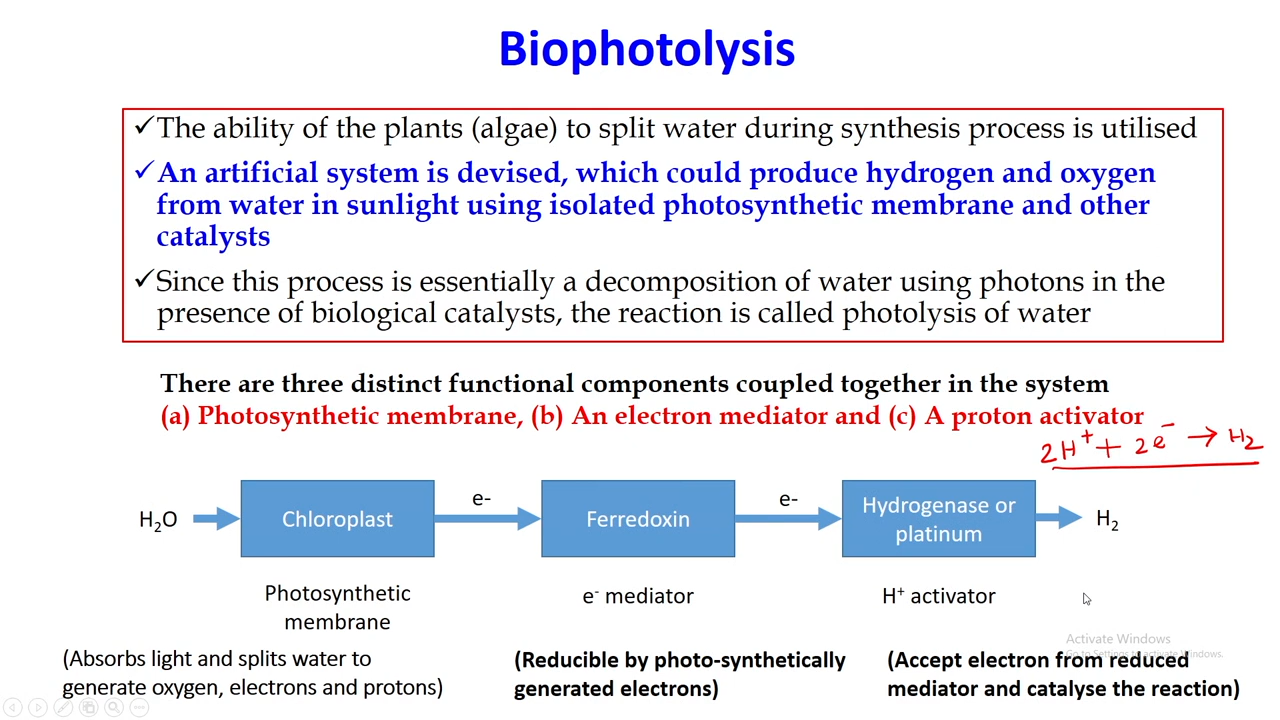 Biophotolysis
✓The ability of the plants (algae) to split water during synthesis process is utilised
✓An artificial system is devised, which could produce hydrogen and oxygen
from water in sunlight using isolated photosynthetic membrane and other
catalysts
✓Since this process is essentially a decomposition of water using photons in the
presence of biological catalysts, the reaction is called photolysis of water
There are three distinct functional components coupled together in the system
(a) Photosynthetic membrane, (b) An electron mediator and (c) A proton activator
2H⁺ + 2e⁻ → H₂
H₂O
Chloroplast
e-
Ferredoxin
e-
Hydrogenase or
platinum
H₂
Photosynthetic
membrane
e⁻ mediator
H⁺ activator
(Absorbs light and splits water to
generate oxygen, electrons and protons)
(Reducible by photo-synthetically
generated electrons)
(Accept electron from reduced
mediator and catalyse the reaction)
Activate Windows
Go to Settings to activate Windows.